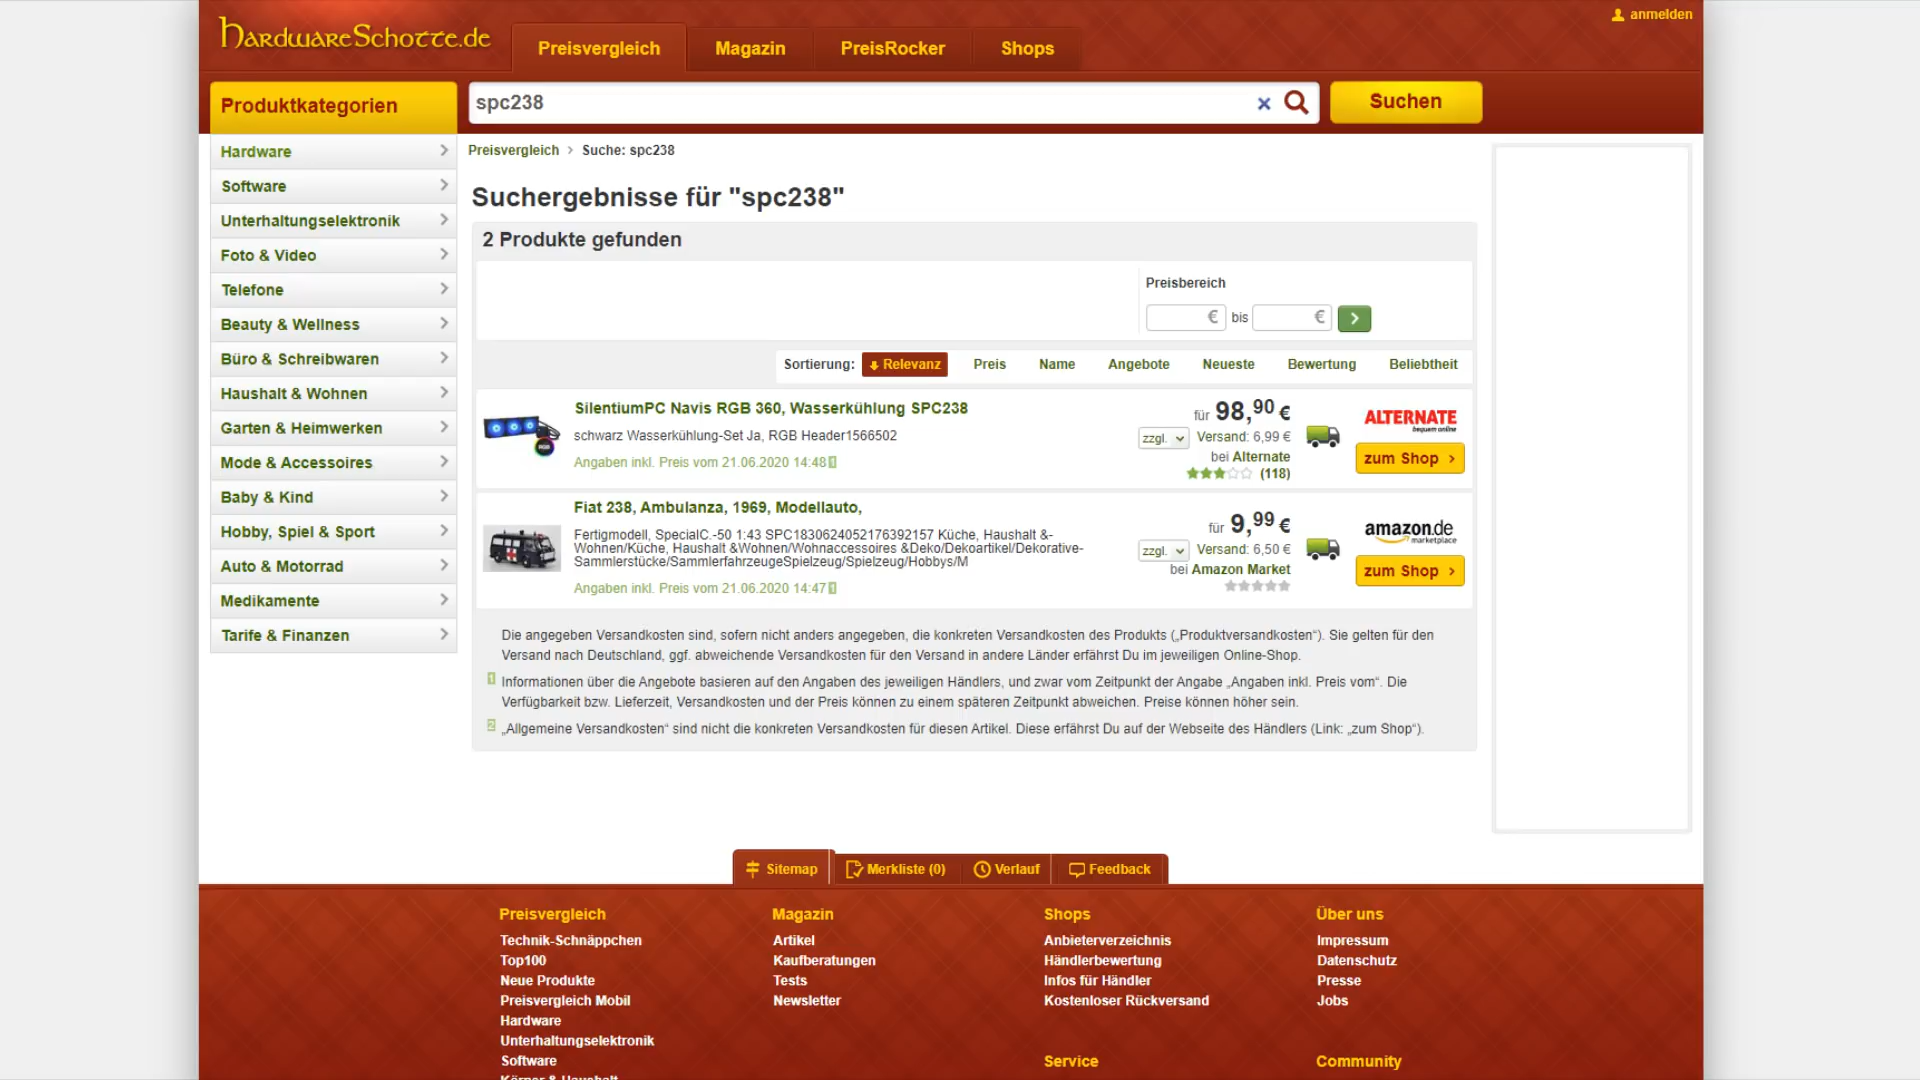 HardwareSchotte.de
Preisvergleich
Magazin
PreisRocker
Shops
anmelden
Produktkategorien
spc238
Suchen
Hardware
Software
Unterhaltungselektronik
Foto & Video
Telefone
Beauty & Wellness
Büro & Schreibwaren
Haushalt & Wohnen
Garten & Heimwerken
Mode & Accessoires
Baby & Kind
Hobby, Spiel & Sport
Auto & Motorrad
Medikamente
Tarife & Finanzen
Preisvergleich > Suche: spc238
Suchergebnisse für "spc238"
2 Produkte gefunden
Preisbereich
€ bis €
Sortierung: Relevanz Preis Name Angebote Neueste Bewertung Beliebtheit
SilentiumPC Navis RGB 360, Wasserkühlung SPC238
schwarz Wasserkühlung-Set Ja, RGB Header1566502
Angaben inkl. Preis vom 21.06.2020 14:48 1
für 98,90 €
zzgl. Versand: 6,99 €
bei Alternate
(118)
ALTERNATE
bequem online
zum Shop
Fiat 238, Ambulanza, 1969, Modellauto,
Fertigmodell, SpecialC.-50 1:43 SPC1830624052176392157 Küche, Haushalt &-
Wohnen/Küche, Haushalt &Wohnen/Wohnaccessoires &Deko/Dekoartikel/Dekorative-
Sammlerstücke/SammlerfahrzeugeSpielzeug/Spielzeug/Hobbys/M
Angaben inkl. Preis vom 21.06.2020 14:47 1
für 9,99 €
zzgl. Versand: 6,50 €
bei Amazon Market
amazon.de
marketplace
zum Shop
Die angegeben Versandkosten sind, sofern nicht anders angegeben, die konkreten Versandkosten des Produkts („Produktversandkosten“). Sie gelten für den
Versand nach Deutschland, ggf. abweichende Versandkosten für den Versand in andere Länder erfährst Du im jeweiligen Online-Shop.
1 Informationen über die Angebote basieren auf den Angaben des jeweiligen Händlers, und zwar vom Zeitpunkt der Angabe „Angaben inkl. Preis vom“. Die
Verfügbarkeit bzw. Lieferzeit, Versandkosten und der Preis können zu einem späteren Zeitpunkt abweichen. Preise können höher sein.
2 „Allgemeine Versandkosten“ sind nicht die konkreten Versandkosten für diesen Artikel. Diese erfährst Du auf der Webseite des Händlers (Link: „zum Shop“).
Sitemap
Merkliste (0)
Verlauf
Feedback
Preisvergleich
Technik-Schnäppchen
Top100
Neue Produkte
Preisvergleich Mobil
Hardware
Unterhaltungselektronik
Software
Körper & Haushalt
Magazin
Artikel
Kaufberatungen
Tests
Newsletter
Shops
Anbieterverzeichnis
Händlerbewertung
Infos für Händler
Kostenloser Rückversand
Service
Über uns
Impressum
Datenschutz
Presse
Jobs
Community